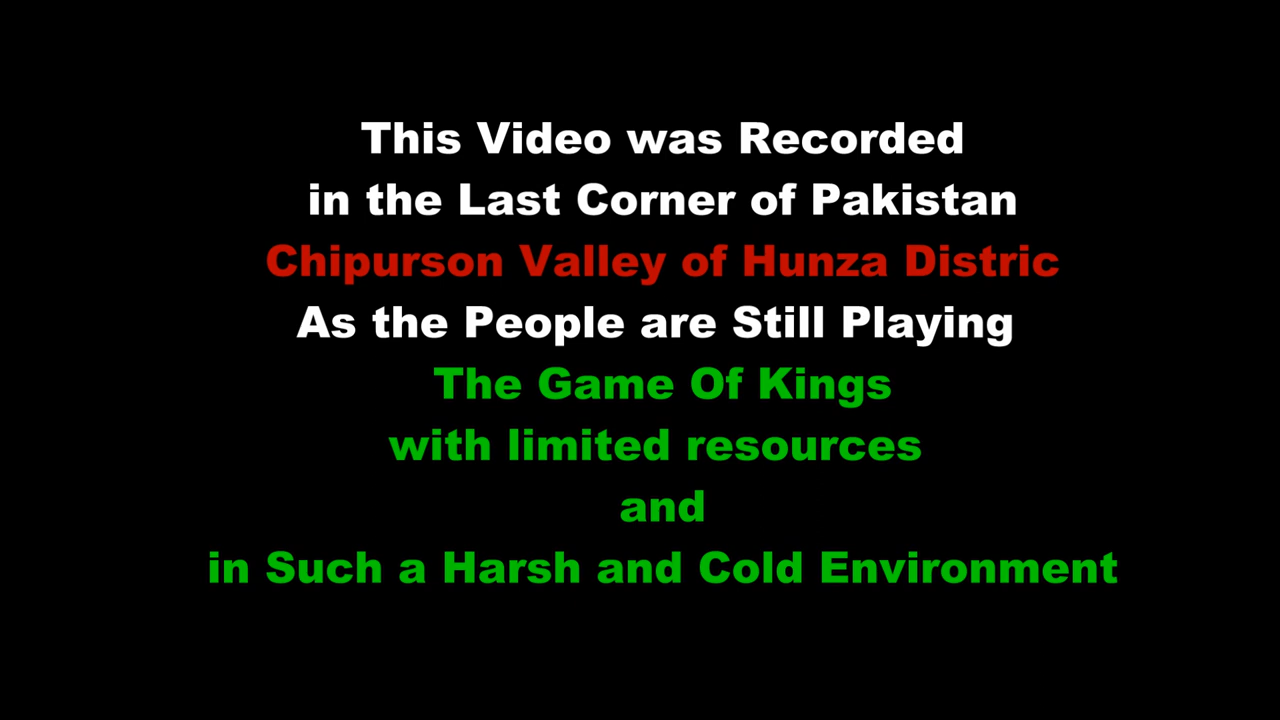 This Video was Recorded
in the Last Corner of Pakistan
Chipurson Valley of Hunza Distric
As the People are Still Playing
The Game Of Kings
with limited resources
and
in Such a Harsh and Cold Environment